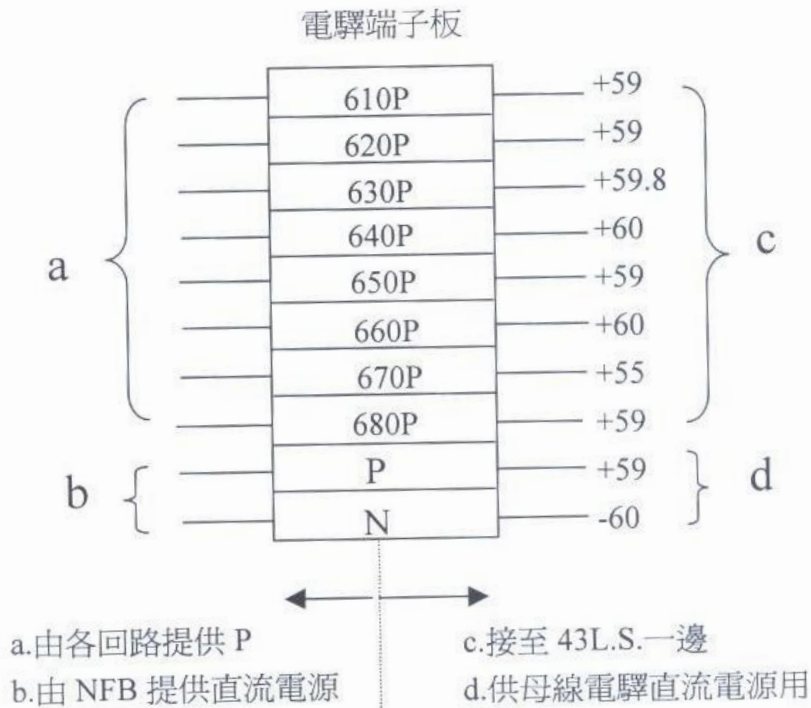 電驛端子板
610P +59
620P +59
630P +59.8
640P +60
a 650P +59 c
660P +60
670P +55
680P +59
b P +59 d
N -60
a.由各回路提供 P c.接至 43L.S.一邊
b.由 NFB 提供直流電源 d.供母線電驛直流電源用